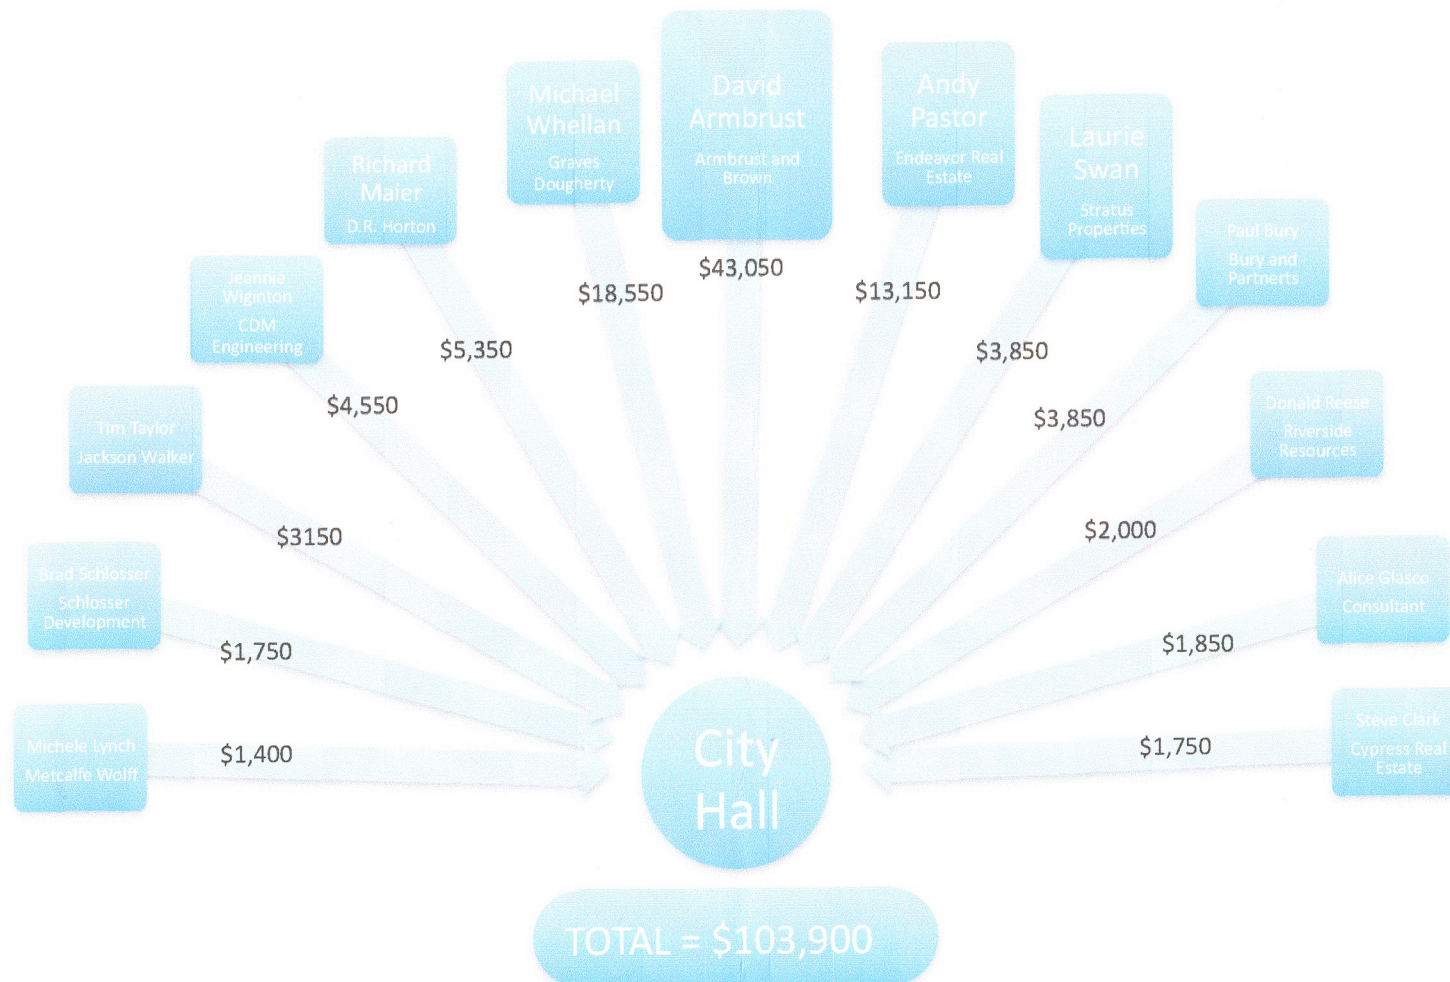 David
Armbrust
Armbrust and
Brown
$43,050
Michael
Whellan
Graves
Dougherty
$18,550
Andy
Pastor
Endeavor Real
Estate
$13,150
Richard
Maier
D.R. Horton
$5,350
Laurie
Swan
Stratus
Properties
$3,850
Jeannie
Wiginton
CDM
Engineering
$4,550
Paul Bury
Bury and
Partnerts
$3,850
Tim Taylor
Jackson Walker
$3150
Donald Reese
Riverside
Resources
$2,000
Brad Schlosser
Schlosser
Development
$1,750
Alice Glasco
Consultant
$1,850
Michele Lynch
Metcalfe Wolff
$1,400
Steve Clark
Cypress Real
Estate
$1,750
City
Hall
TOTAL = $103,900